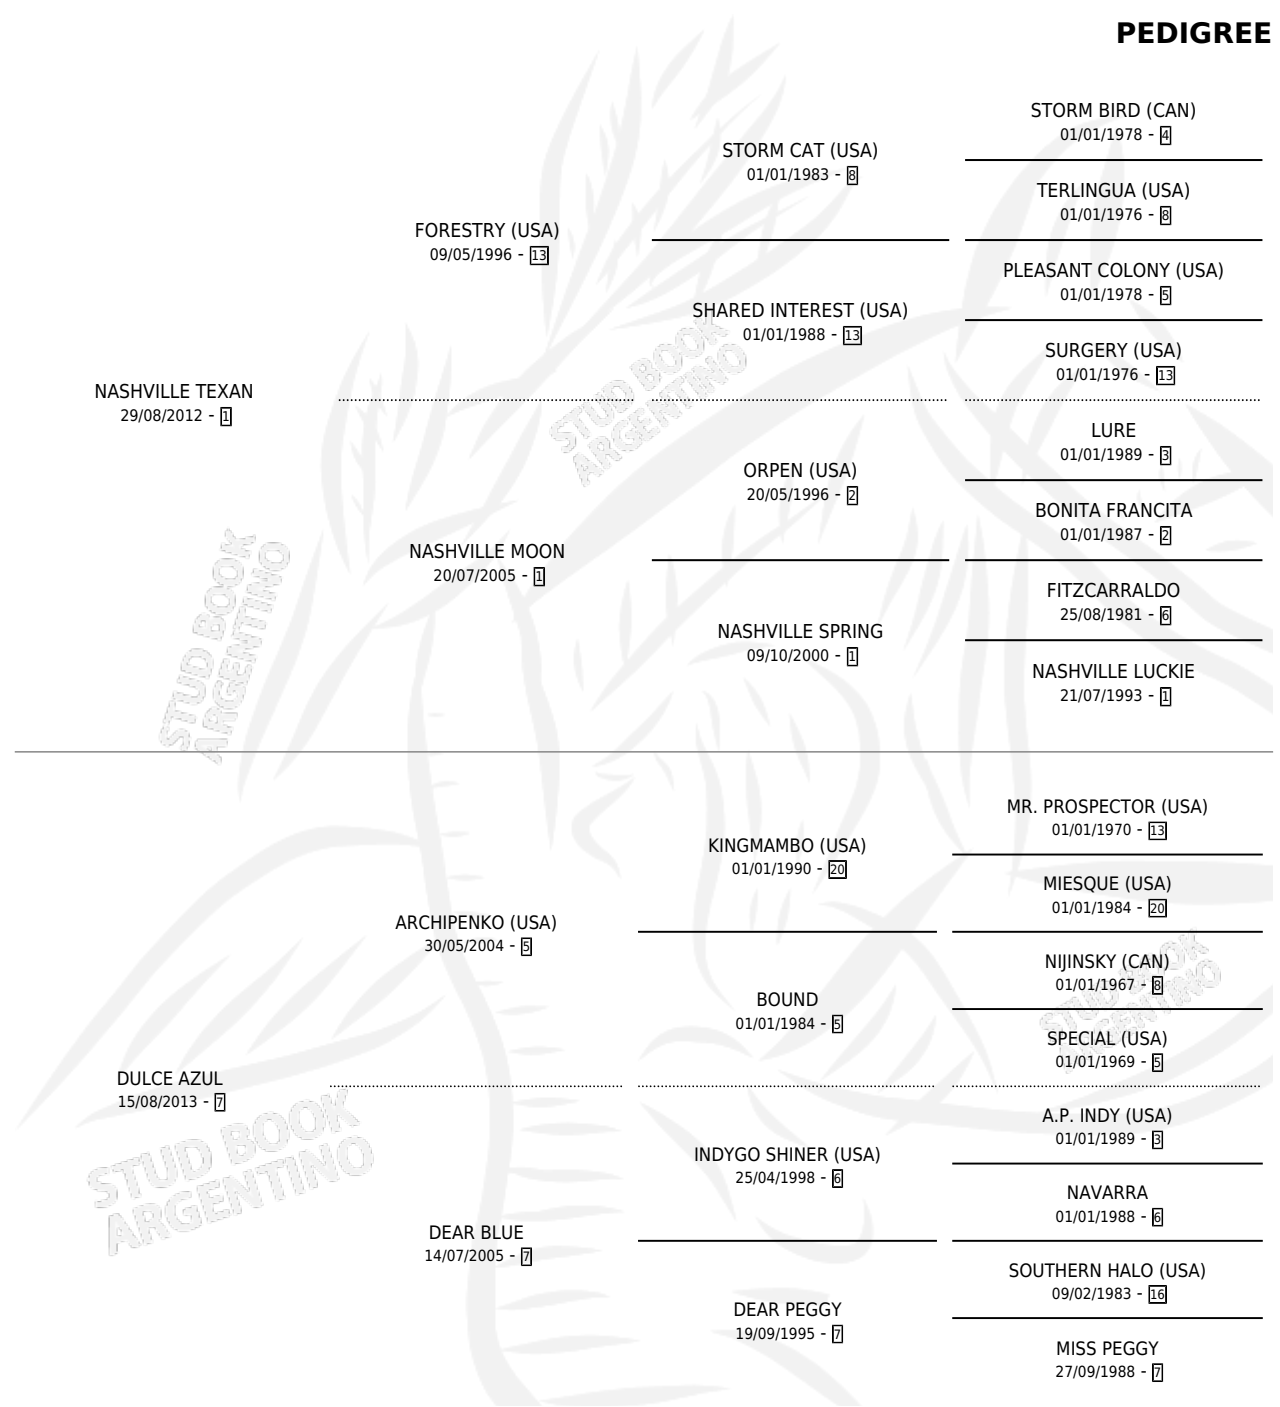 PEDIGREE
STORM BIRD (CAN)
01/01/1978 - 4
STORM CAT (USA)
01/01/1983 - 8
TERLINGUA (USA)
01/01/1976 - 8
FORESTRY (USA)
09/05/1996 - 13
PLEASANT COLONY (USA)
01/01/1978 - 5
SHARED INTEREST (USA)
01/01/1988 - 13
SURGERY (USA)
01/01/1976 - 13
NASHVILLE TEXAN
29/08/2012 - 1
LURE
01/01/1989 - 3
ORPEN (USA)
20/05/1996 - 2
BONITA FRANCITA
01/01/1987 - 2
NASHVILLE MOON
20/07/2005 - 1
FITZCARRALDO
25/08/1981 - 6
NASHVILLE SPRING
09/10/2000 - 1
NASHVILLE LUCKIE
21/07/1993 - 1
MR. PROSPECTOR (USA)
01/01/1970 - 13
KINGMAMBO (USA)
01/01/1990 - 20
MIESQUE (USA)
01/01/1984 - 20
ARCHIPENKO (USA)
30/05/2004 - 5
NIJINSKY (CAN)
01/01/1967 - 8
BOUND
01/01/1984 - 5
SPECIAL (USA)
01/01/1969 - 5
DULCE AZUL
15/08/2013 - 7
A.P. INDY (USA)
01/01/1989 - 3
INDYGO SHINER (USA)
25/04/1998 - 6
NAVARRA
01/01/1988 - 6
DEAR BLUE
14/07/2005 - 7
SOUTHERN HALO (USA)
09/02/1983 - 16
DEAR PEGGY
19/09/1995 - 7
MISS PEGGY
27/09/1988 - 7
STUD BOOK
ARGENTINO
STUD BOOK
ARGENTINO
STUD BOOK
ARGENTINO
STUD BOOK
ARGENTINO